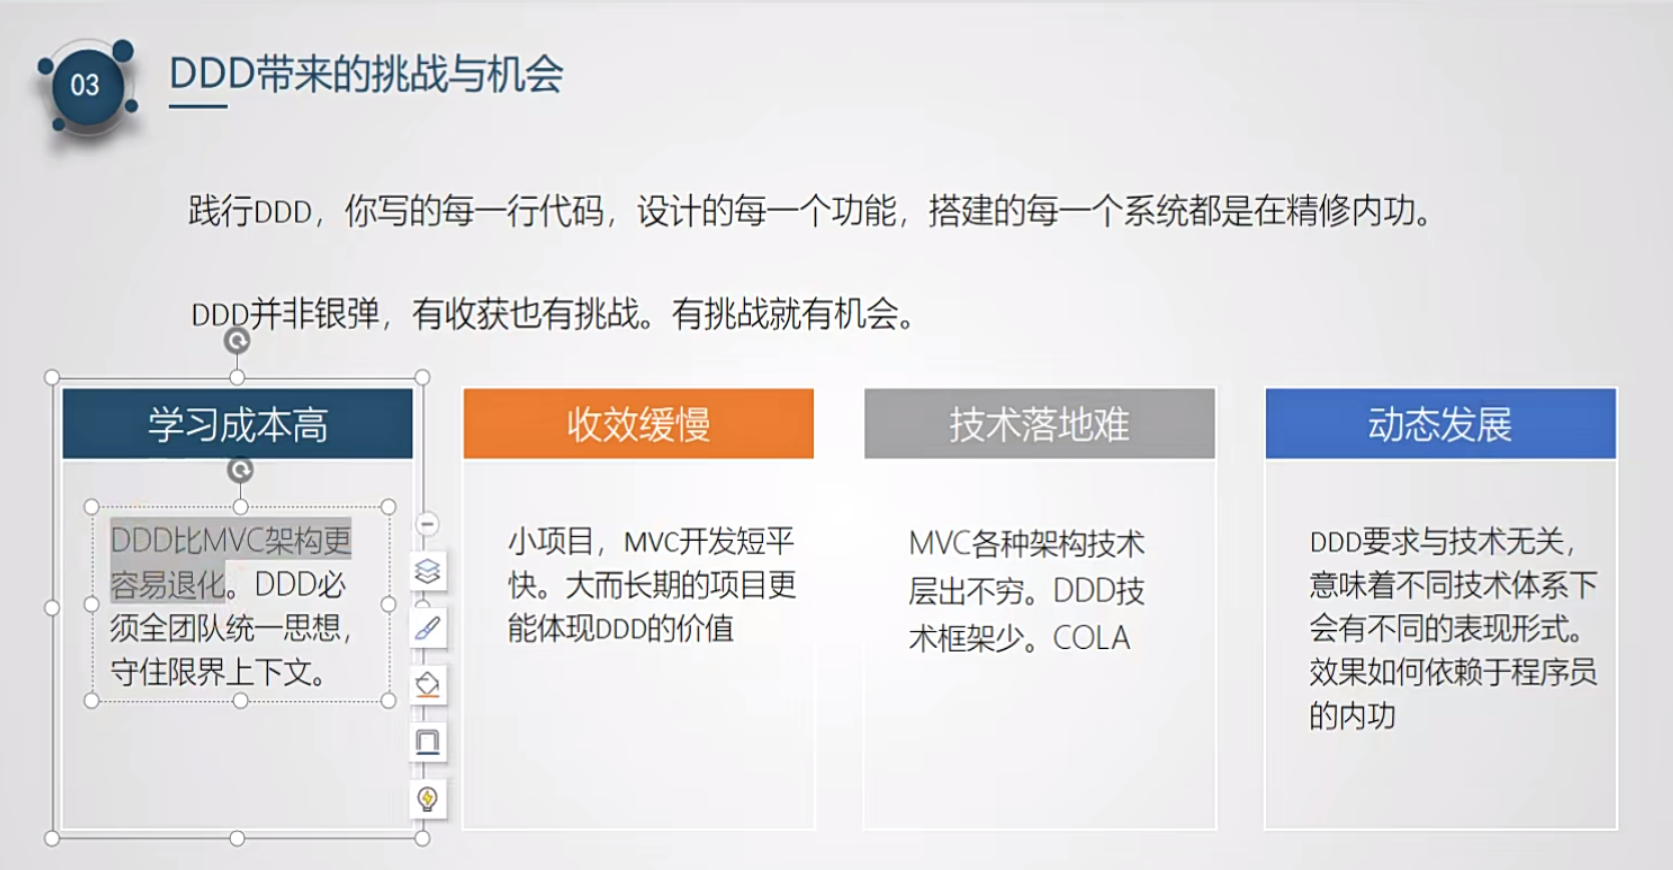 03
DDD带来的挑战与机会
践行DDD，你写的每一行代码，设计的每一个功能，搭建的每一个系统都是在精修内功。
DDD并非银弹，有收获也有挑战。有挑战就有机会。
学习成本高
DDD比MVC架构更
容易退化。DDD必
须全团队统一思想，
守住限界上下文。
收效缓慢
小项目，MVC开发短平
快。大而长期的项目更
能体现DDD的价值
技术落地难
MVC各种架构技术
层出不穷。DDD技
术框架少。COLA
动态发展
DDD要求与技术无关，
意味着不同技术体系下
会有不同的表现形式。
效果如何依赖于程序员
的内功